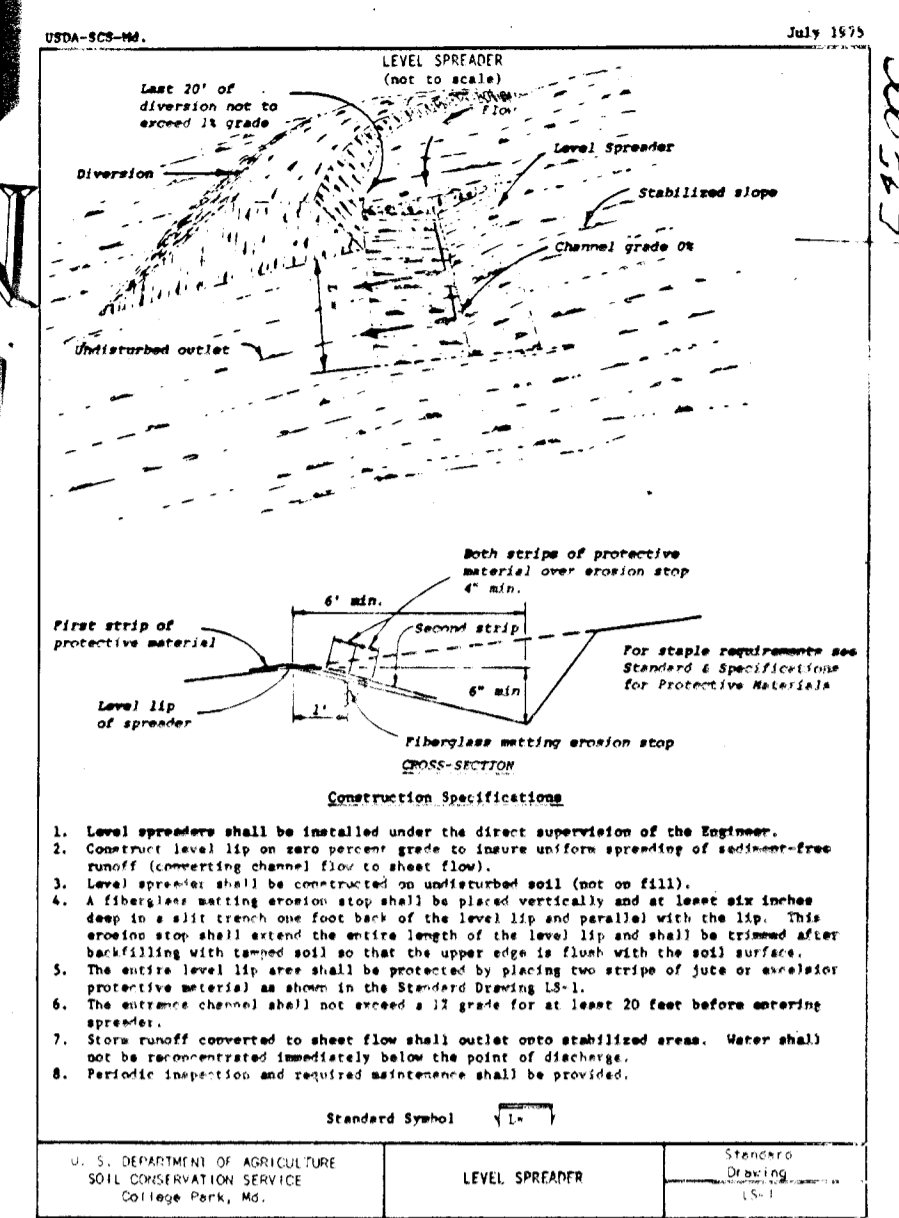 USDA-SCS-Md.
July 1975
LEVEL SPREADER
(not to scale)
Last 20' of
diversion not to
exceed 1% grade
Flow
Diversion
Level Spreader
Stabilized slope
Channel grade 0%
Undisturbed outlet
Both strips of protective
material over erosion stop
4" min.
6' min.
First strip of
protective material
Second strip
For staple requirements see
Standard & Specifications
for Protective Materials
6" min
Level lip
of spreader
1'
Fiberglass matting erosion stop
CROSS-SECTION
Construction Specifications
1. Level spreaders shall be installed under the direct supervision of the Engineer.
2. Construct level lip on zero percent grade to insure uniform spreading of sediment-free
runoff (converting channel flow to sheet flow).
3. Level spreader shall be constructed on undisturbed soil (not on fill).
4. A fiberglass matting erosion stop shall be placed vertically and at least six inches
deep in a slit trench one foot back of the level lip and parallel with the lip. This
erosion stop shall extend the entire length of the level lip and shall be trimmed after
backfilling with tamped soil so that the upper edge is flush with the soil surface.
5. The entire level lip area shall be protected by placing two strips of jute or excelsior
protective material as shown in the Standard Drawing LS-1.
6. The entrance channel shall not exceed a 1% grade for at least 20 feet before entering
spreader.
7. Storm runoff converted to sheet flow shall outlet onto stabilized areas. Water shall
not be reconcentrated immediately below the point of discharge.
8. Periodic inspection and required maintenance shall be provided.
Standard Symbol
U. S. DEPARTMENT OF AGRICULTURE
SOIL CONSERVATION SERVICE
College Park, Md.
LEVEL SPREADER
Standard
Drawing
LS-1